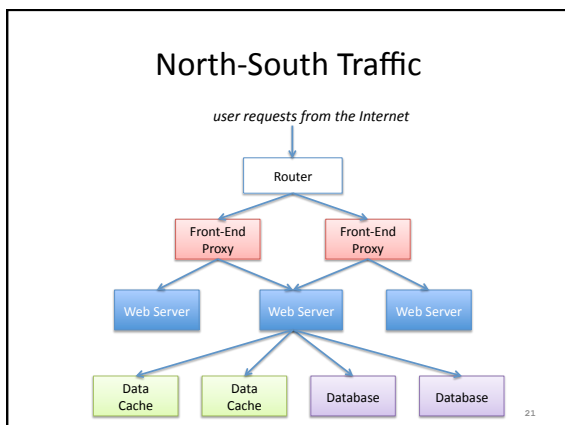 North-South Traffic
user requests from the Internet
Router
Front-End
Proxy
Front-End
Proxy
Web Server
Web Server
Web Server
Data
Cache
Data
Cache
Database
Database
21